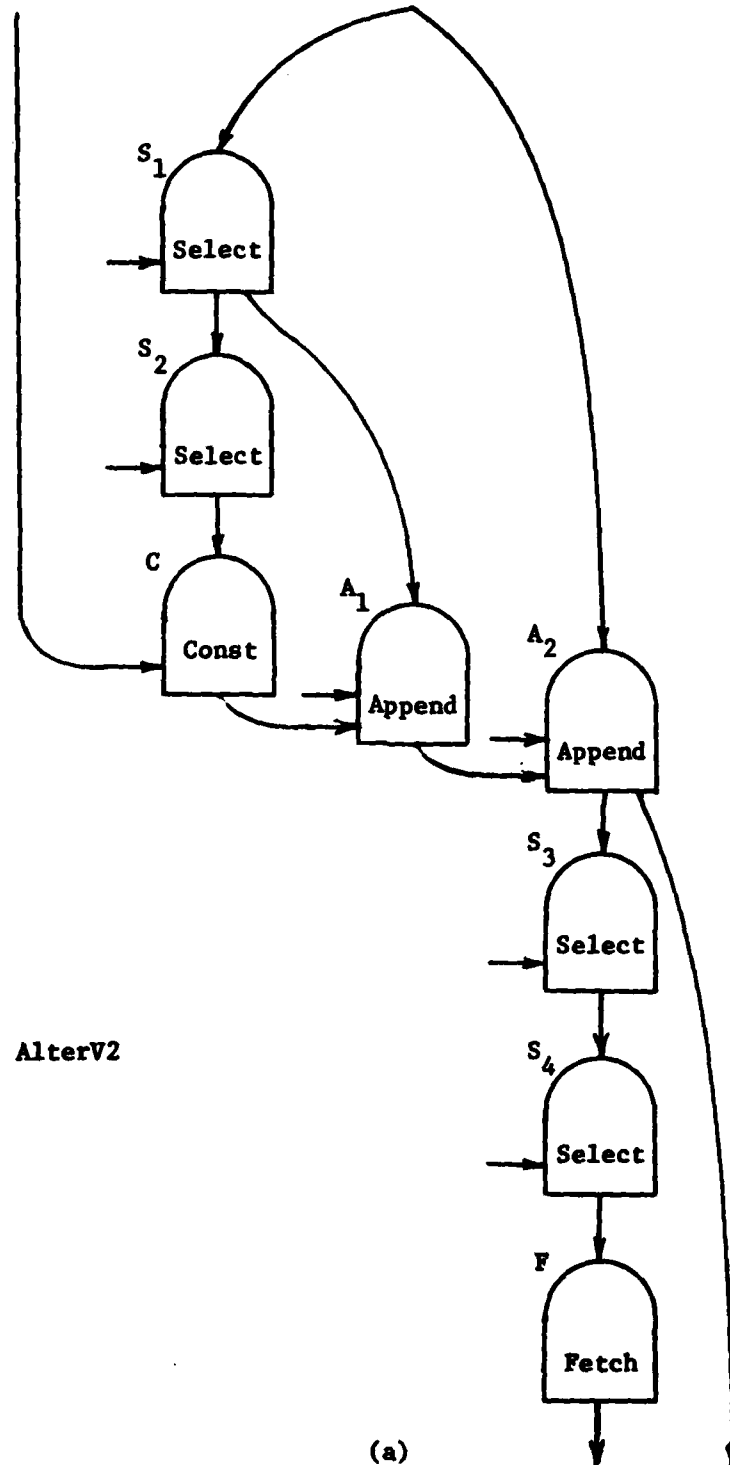 S1
Select
S2
Select
C
Const
A1
Append
A2
Append
S3
Select
AlterV2
S4
Select
F
Fetch
(a)